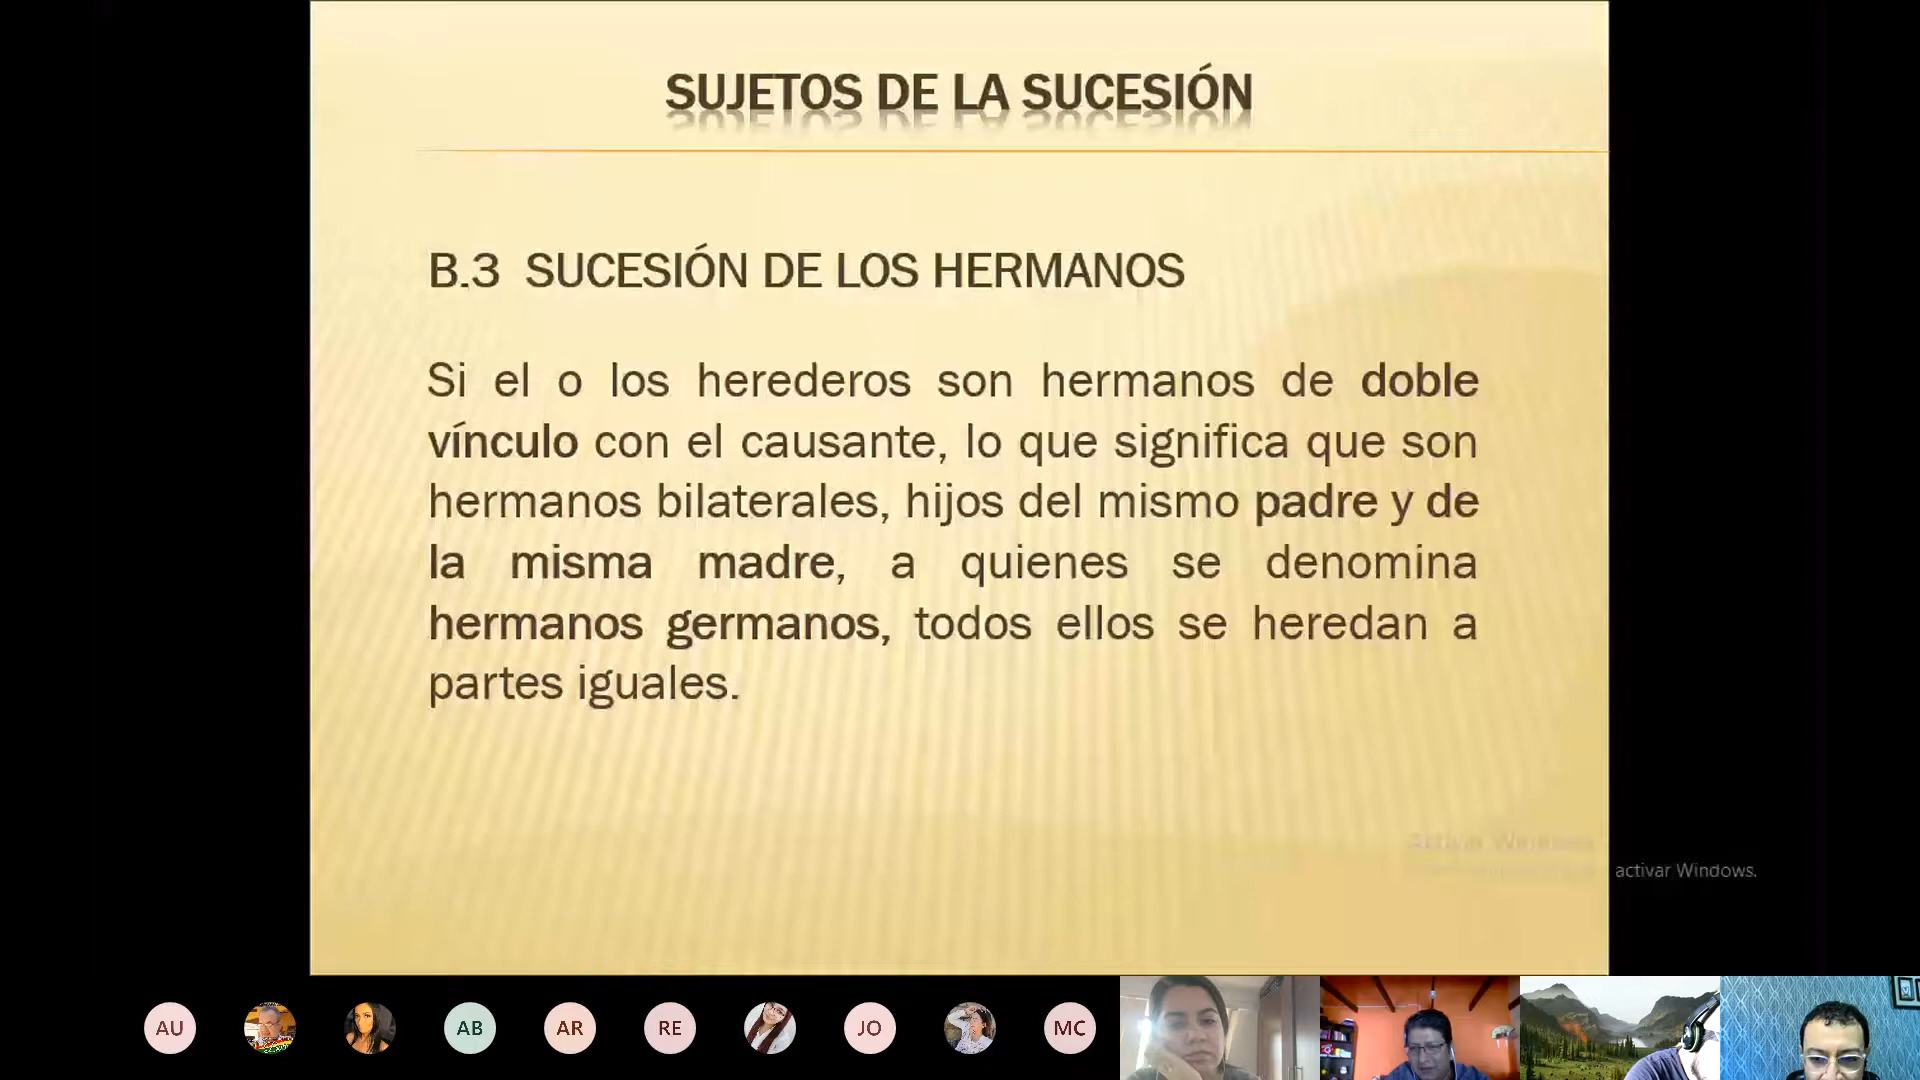 SUJETOS DE LA SUCESIÓN
B.3 SUCESIÓN DE LOS HERMANOS
Si el o los herederos son hermanos de doble
vínculo con el causante, lo que significa que son
hermanos bilaterales, hijos del mismo padre y de
la misma madre, a quienes se denomina
hermanos germanos, todos ellos se heredan a
partes iguales.
Activar Windows
activar Windows.
AU
AB
AR
RE
JO
MC